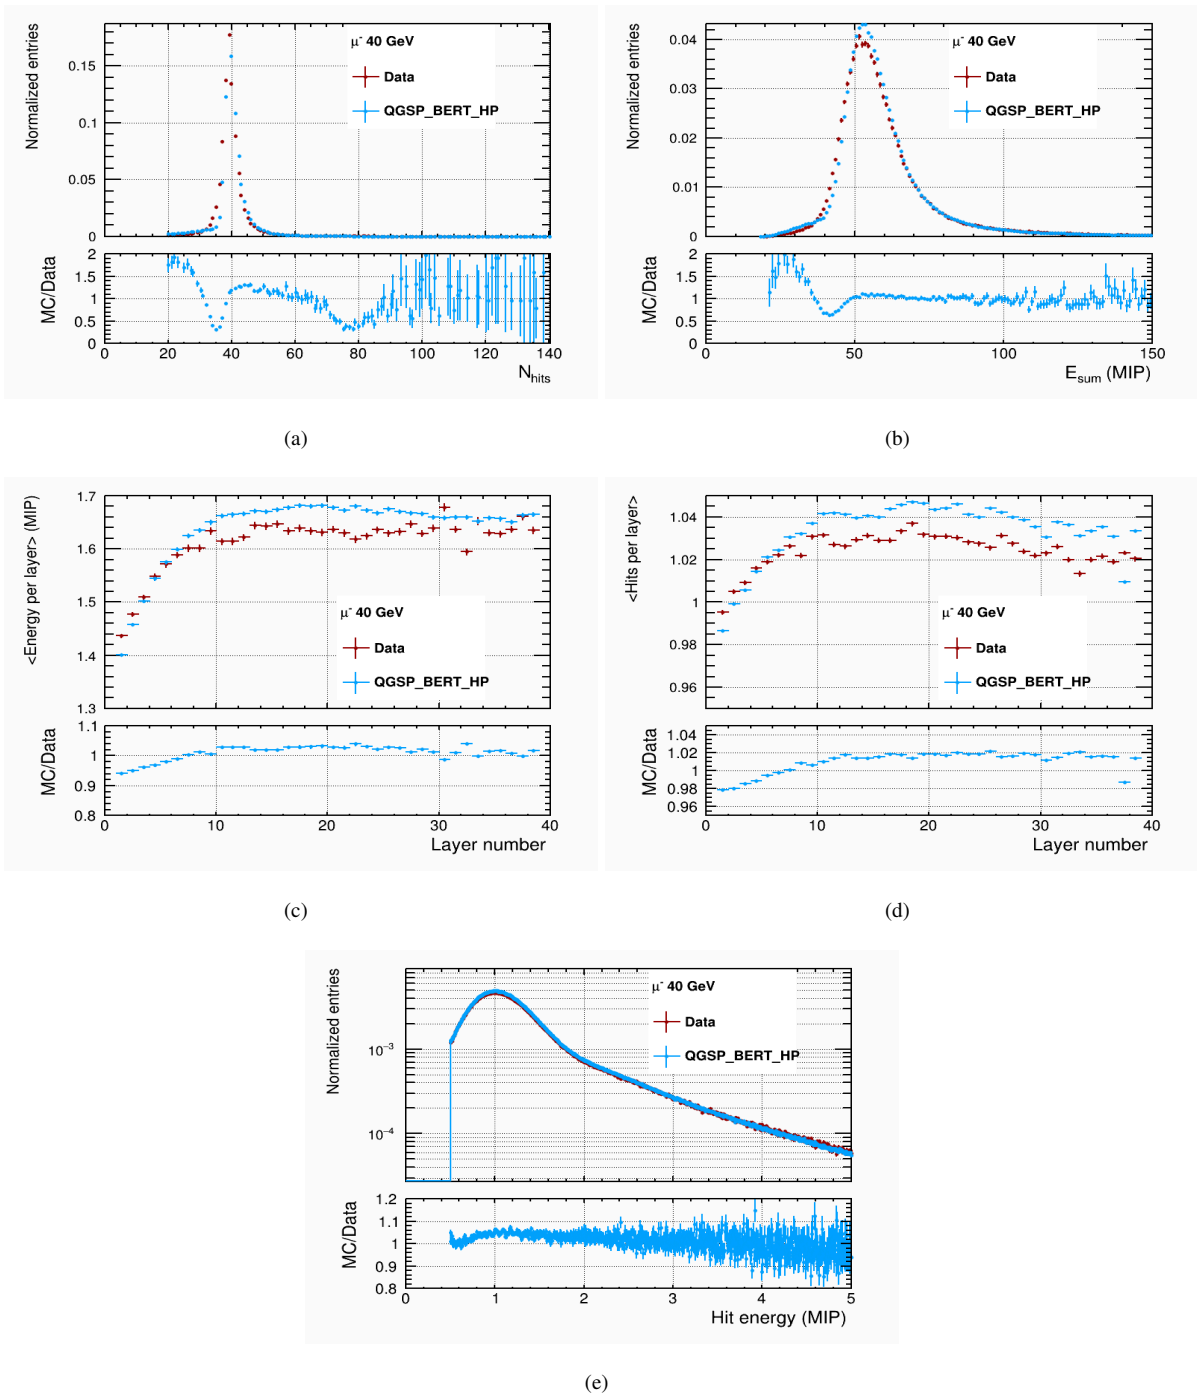 Normalized entries
0.15
0.1
0.05
0
μ⁻ 40 GeV
Data
QGSP_BERT_HP
MC/Data
2
1.5
1
0.5
0
0 20 40 60 80 100 120 140
N_hits
(a)
Normalized entries
0.04
0.03
0.02
0.01
0
μ⁻ 40 GeV
Data
QGSP_BERT_HP
MC/Data
2
1.5
1
0.5
0
0 50 100 150
E_sum (MIP)
(b)
<Energy per layer> (MIP)
1.7
1.6
1.5
1.4
1.3
μ⁻ 40 GeV
Data
QGSP_BERT_HP
MC/Data
1.1
1
0.9
0.8
0 10 20 30 40
Layer number
(c)
<Hits per layer>
1.04
1.02
1
0.98
0.96
μ⁻ 40 GeV
Data
QGSP_BERT_HP
MC/Data
1.04
1.02
1
0.98
0.96
0 10 20 30 40
Layer number
(d)
Normalized entries
10⁻³
10⁻⁴
μ⁻ 40 GeV
Data
QGSP_BERT_HP
MC/Data
1.2
1.1
1
0.9
0.8
0 1 2 3 4 5
Hit energy (MIP)
(e)